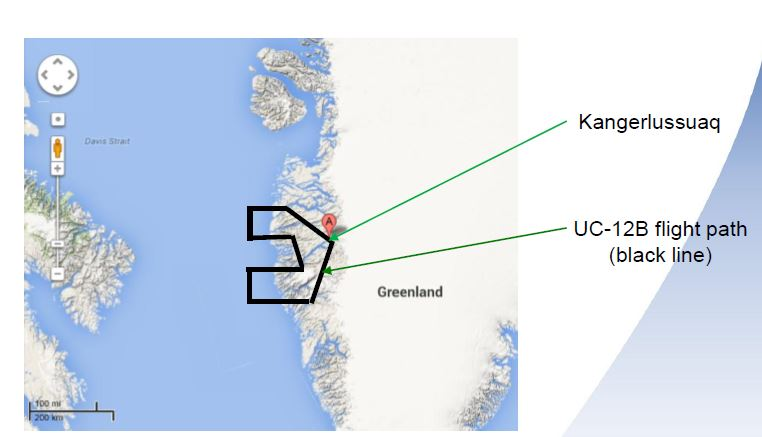 Davis Strait
Kangerlussuaq
A
UC-12B flight path
(black line)
Greenland
100 mi
200 km